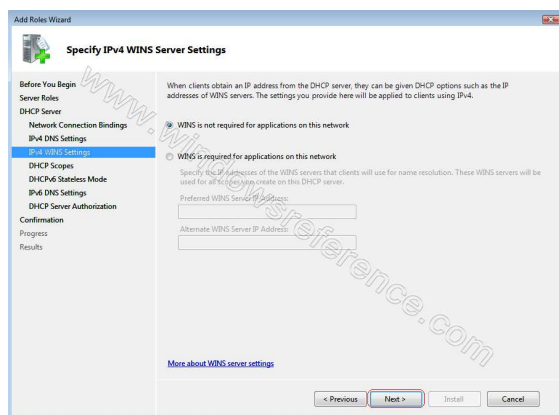 Add Roles Wizard
Specify IPv4 WINS Server Settings
Before You Begin
Server Roles
DHCP Server
Network Connection Bindings
IPv4 DNS Settings
IPv4 WINS Settings
DHCP Scopes
DHCPv6 Stateless Mode
IPv6 DNS Settings
DHCP Server Authorization
Confirmation
Progress
Results
When clients obtain an IP address from the DHCP server, they can be given DHCP options such as the IP
addresses of WINS servers. The settings you provide here will be applied to clients using IPv4.
WINS is not required for applications on this network
WINS is required for applications on this network
Specify the IP addresses of the WINS servers that clients will use for name resolution. These WINS servers will be
used for all scopes you create on this DHCP server.
Preferred WINS Server IP Address:
Alternate WINS Server IP Address:
More about WINS server settings
< Previous
Next >
Install
Cancel
www.windowsreference.com